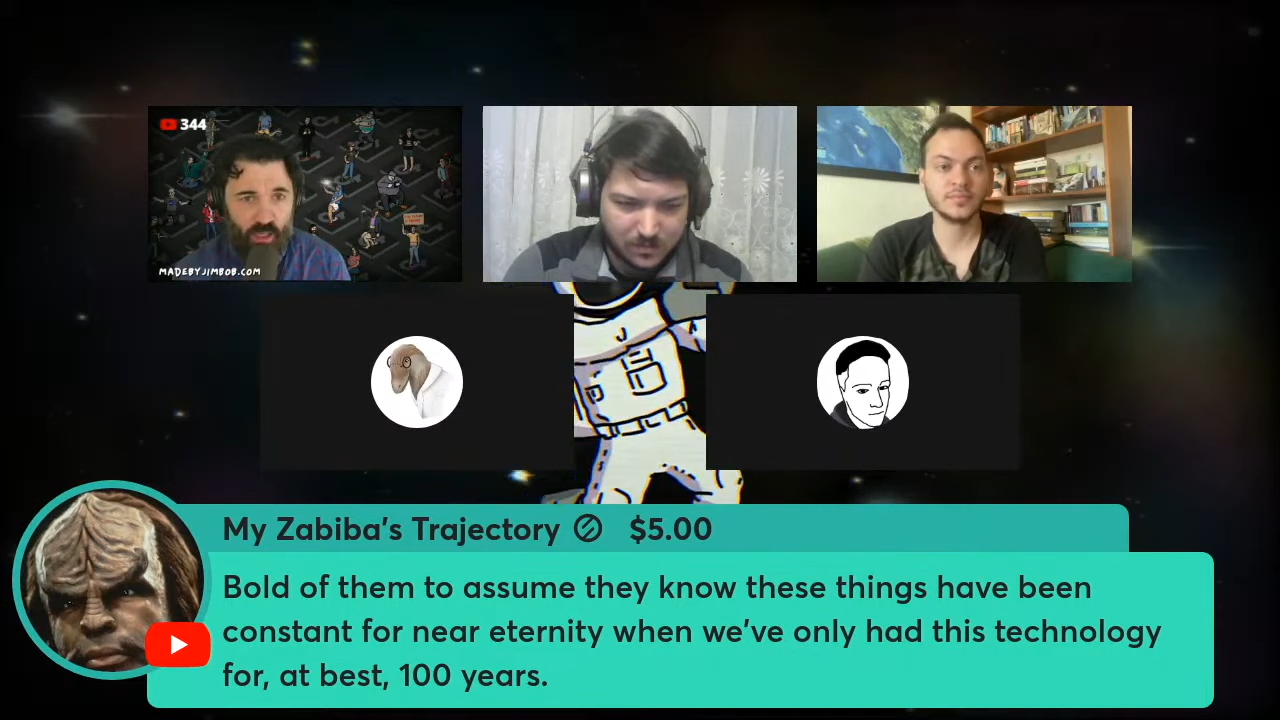 344
MADEBYJIMBOB.COM
My Zabiba's Trajectory $5.00
Bold of them to assume they know these things have been
constant for near eternity when we've only had this technology
for, at best, 100 years.